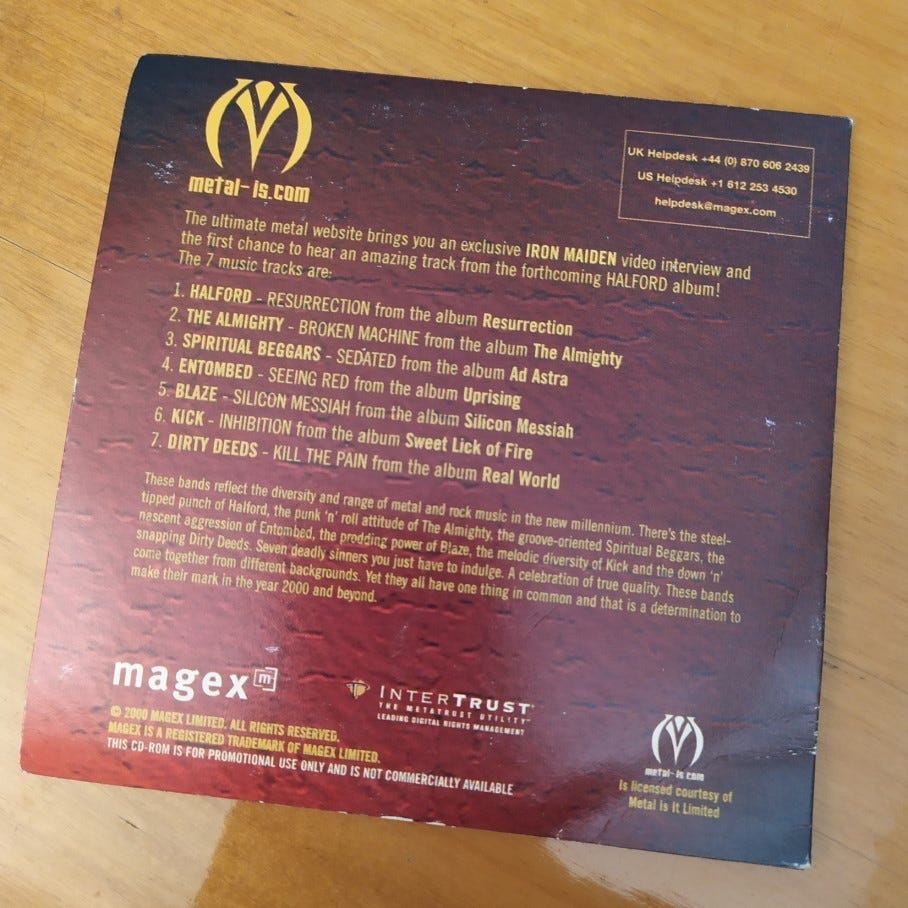 metal-is.com
UK Helpdesk +44 (0) 870 606 2439
US Helpdesk +1 612 253 4530
helpdesk@magex.com
The ultimate metal website brings you an exclusive IRON MAIDEN video interview and
the first chance to hear an amazing track from the forthcoming HALFORD album!
The 7 music tracks are:
1. HALFORD - RESURRECTION from the album Resurrection
2. THE ALMIGHTY - BROKEN MACHINE from the album The Almighty
3. SPIRITUAL BEGGARS - SEDATED from the album Ad Astra
4. ENTOMBED - SEEING RED from the album Uprising
5. BLAZE - SILICON MESSIAH from the album Silicon Messiah
6. KICK - INHIBITION from the album Sweet Lick of Fire
7. DIRTY DEEDS - KILL THE PAIN from the album Real World
These bands reflect the diversity and range of metal and rock music in the new millennium. There's the steel-
tipped punch of Halford, the punk 'n' roll attitude of The Almighty, the groove-oriented Spiritual Beggars, the
nascent aggression of Entombed, the prodding power of Blaze, the melodic diversity of Kick and the down 'n'
snapping Dirty Deeds. Seven deadly sinners you just have to indulge. A celebration of true quality. These bands
come together from different backgrounds. Yet they all have one thing in common and that is a determination to
make their mark in the year 2000 and beyond.
magex m
INTERTRUST
THE METATRUST UTILITY™
LEADING DIGITAL RIGHTS MANAGEMENT
© 2000 MAGEX LIMITED. ALL RIGHTS RESERVED.
MAGEX IS A REGISTERED TRADEMARK OF MAGEX LIMITED.
THIS CD-ROM IS FOR PROMOTIONAL USE ONLY AND IS NOT COMMERCIALLY AVAILABLE
metal-is.com
Is licensed courtesy of
Metal Is It Limited